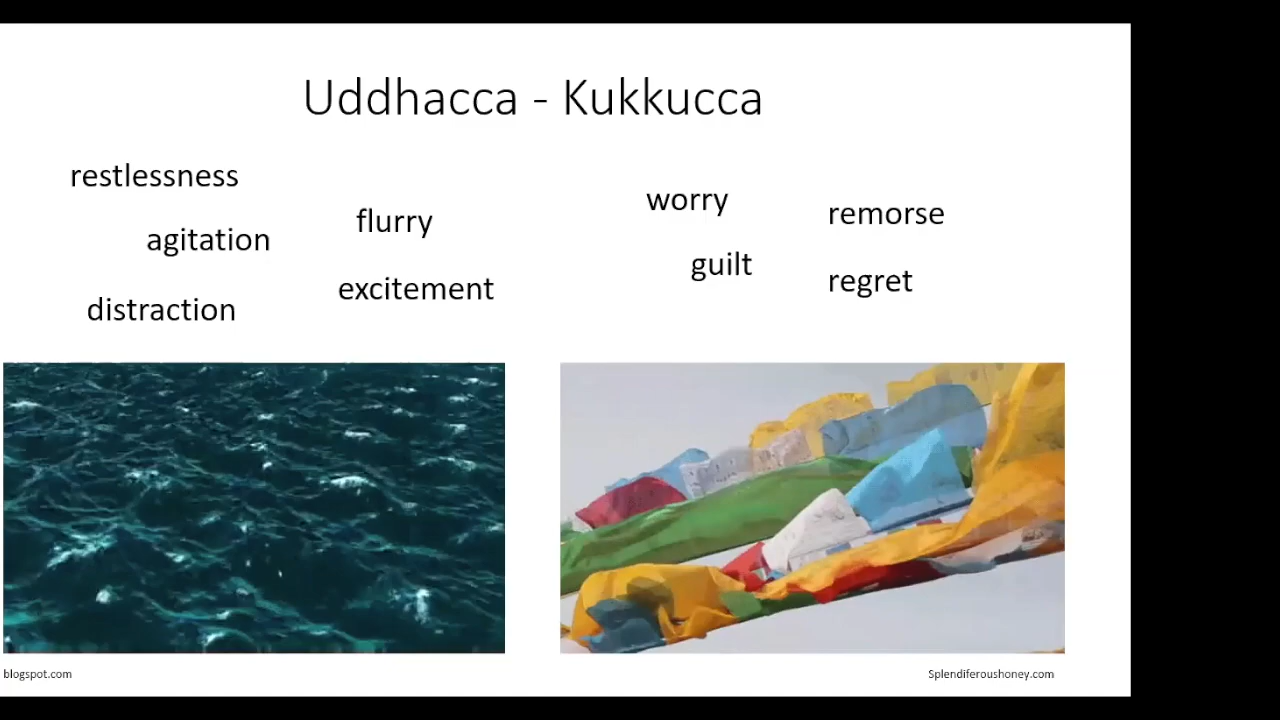 Uddhacca - Kukkucca
restlessness
agitation
distraction
flurry
excitement
worry
guilt
remorse
regret
blogspot.com
Splendiferoushoney.com